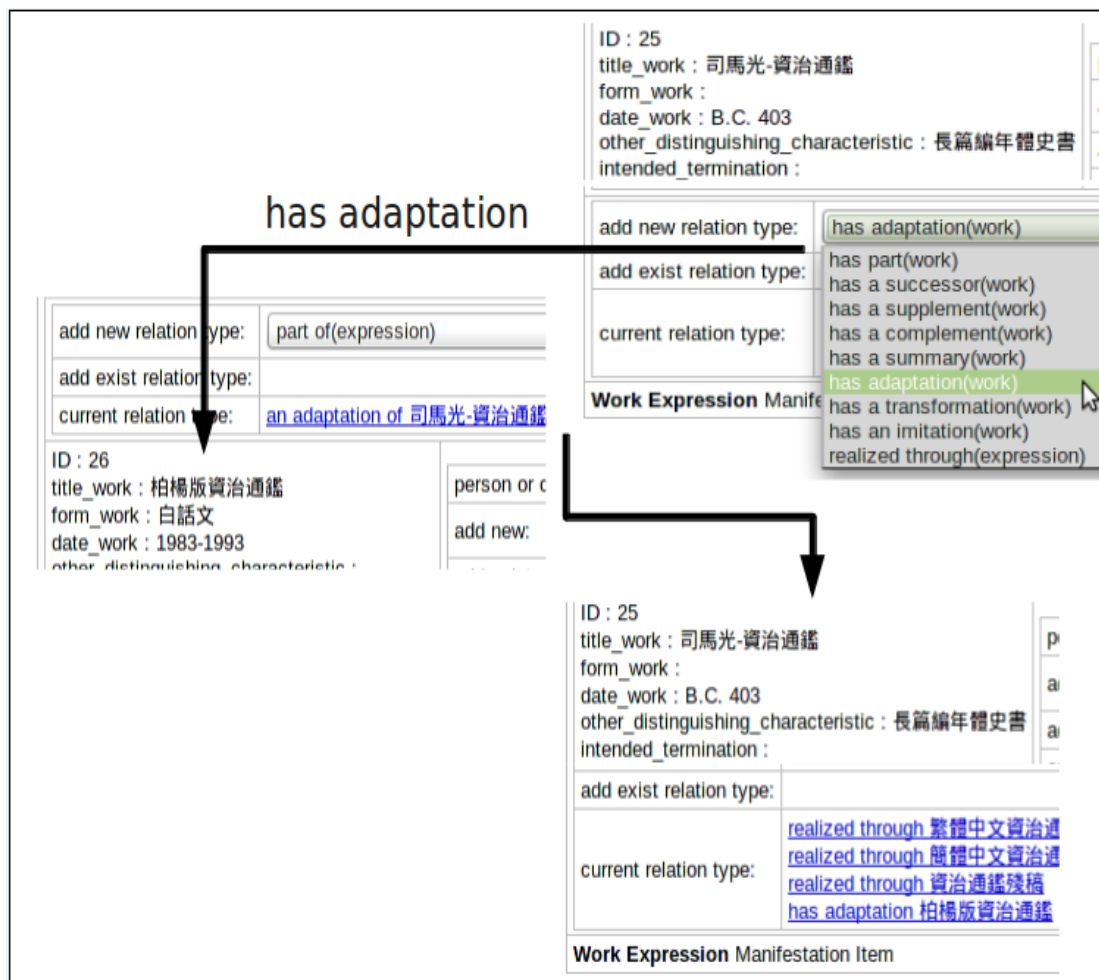 ID : 25
title_work : 司馬光-資治通鑑
form_work :
date_work : B.C. 403
other_distinguishing_characteristic : 長篇編年體史書
intended_termination :
has adaptation
add new relation type: has adaptation(work)
add exist relation type:
current relation type:
has part(work)
has a successor(work)
has a supplement(work)
has a complement(work)
has a summary(work)
has adaptation(work)
has a transformation(work)
has an imitation(work)
realized through(expression)
Work Expression Manife
add new relation type: part of(expression)
add exist relation type:
current relation type: an adaptation of 司馬光-資治通鑑
ID : 26
title_work : 柏楊版資治通鑑
form_work : 白話文
date_work : 1983-1993
other_distinguishing_characteristic :
person or c
add new:
ID : 25
title_work : 司馬光-資治通鑑
form_work :
date_work : B.C. 403
other_distinguishing_characteristic : 長篇編年體史書
intended_termination :
add exist relation type:
current relation type:
realized through 繁體中文資治通
realized through 簡體中文資治通
realized through 資治通鑑殘稿
has adaptation 柏楊版資治通鑑
Work Expression Manifestation Item